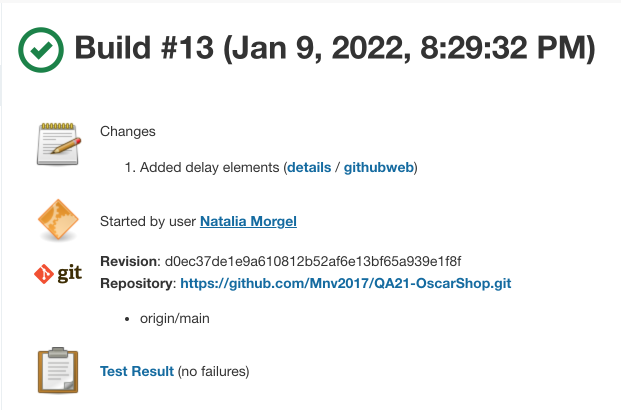 Build #13 (Jan 9, 2022, 8:29:32 PM)
Changes
1. Added delay elements (details / githubweb)
Started by user Natalia Morgel
git
Revision: d0ec37de1e9a610812b52af6e13bf65a939e1f8f
Repository: https://github.com/Mnv2017/QA21-OscarShop.git
• origin/main
Test Result (no failures)